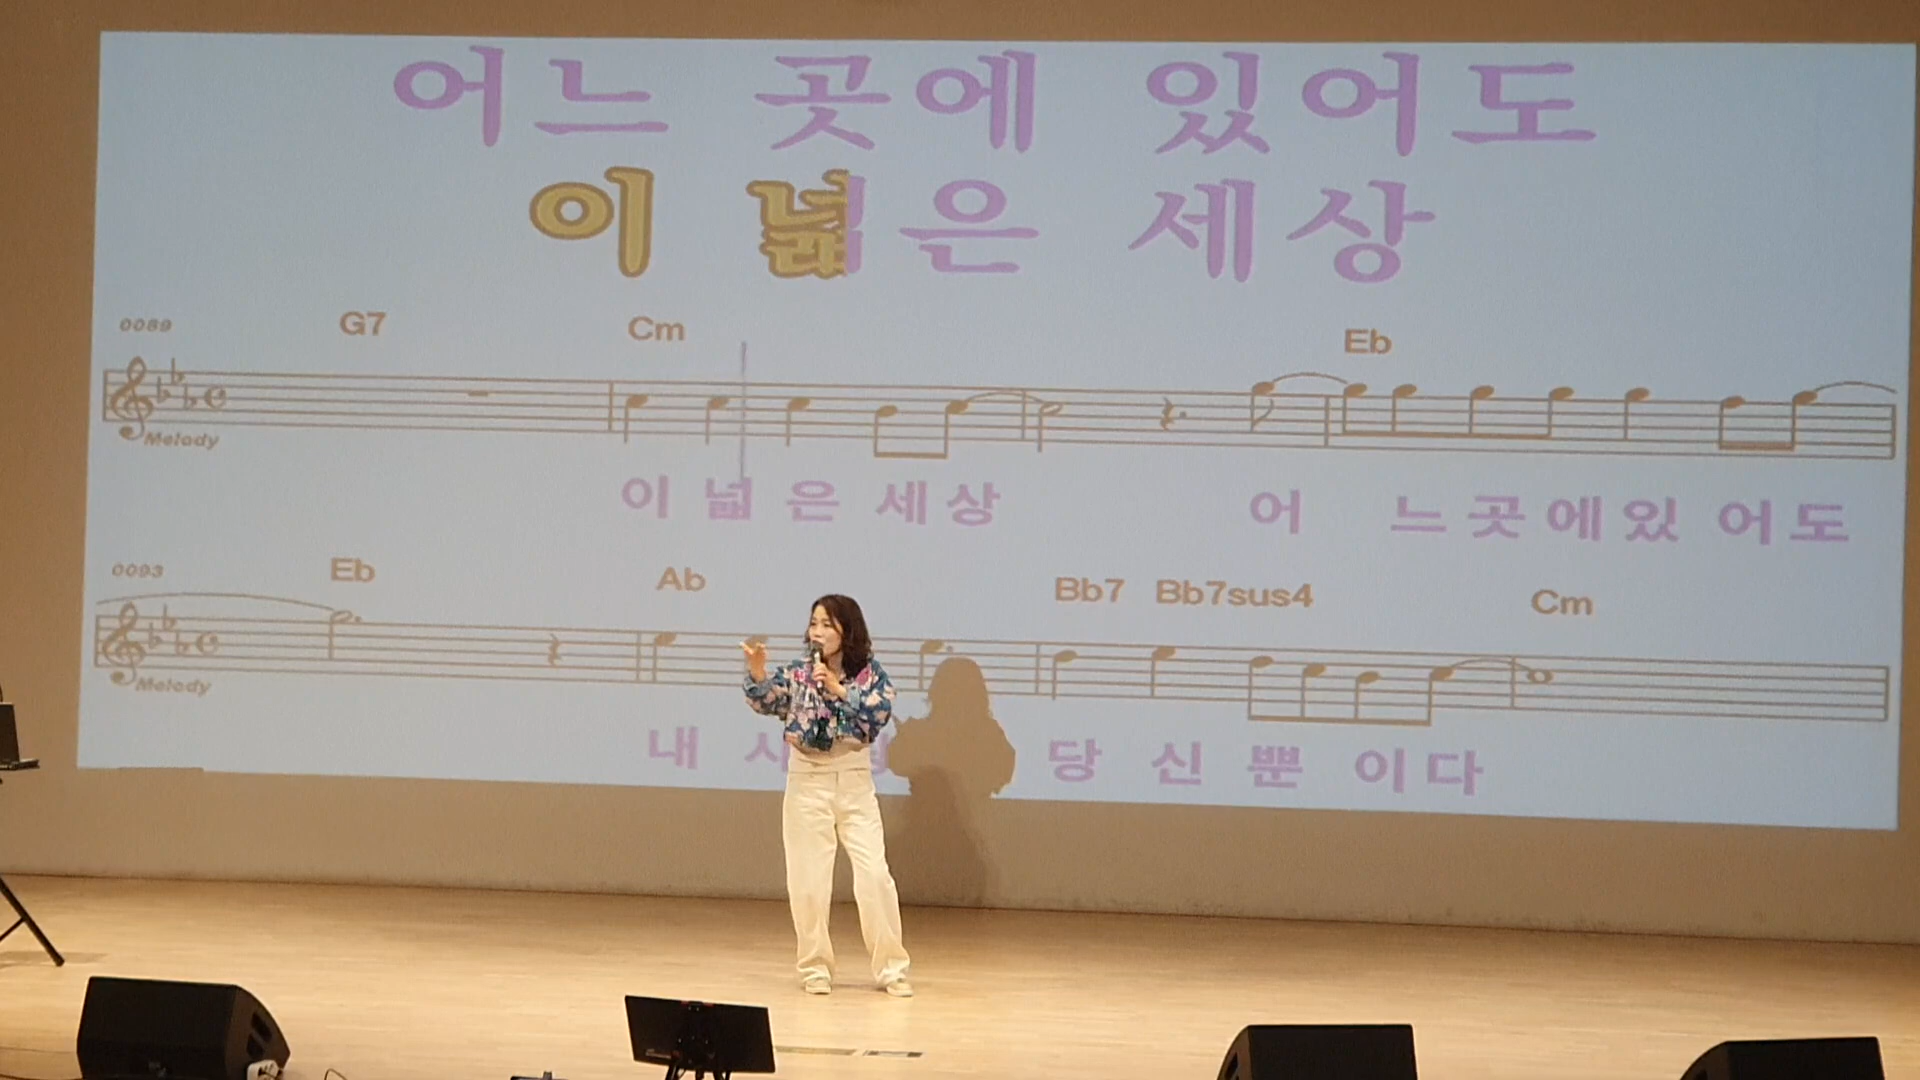 어느 곳에 있어도
이 넓은 세상
0089 G7 Cm Eb
Melody
이 넓 은 세 상 어 느 곳 에 있 어 도
0093 Eb Ab Bb7 Bb7sus4 Cm
Melody
내 당 신 뿐 이 다